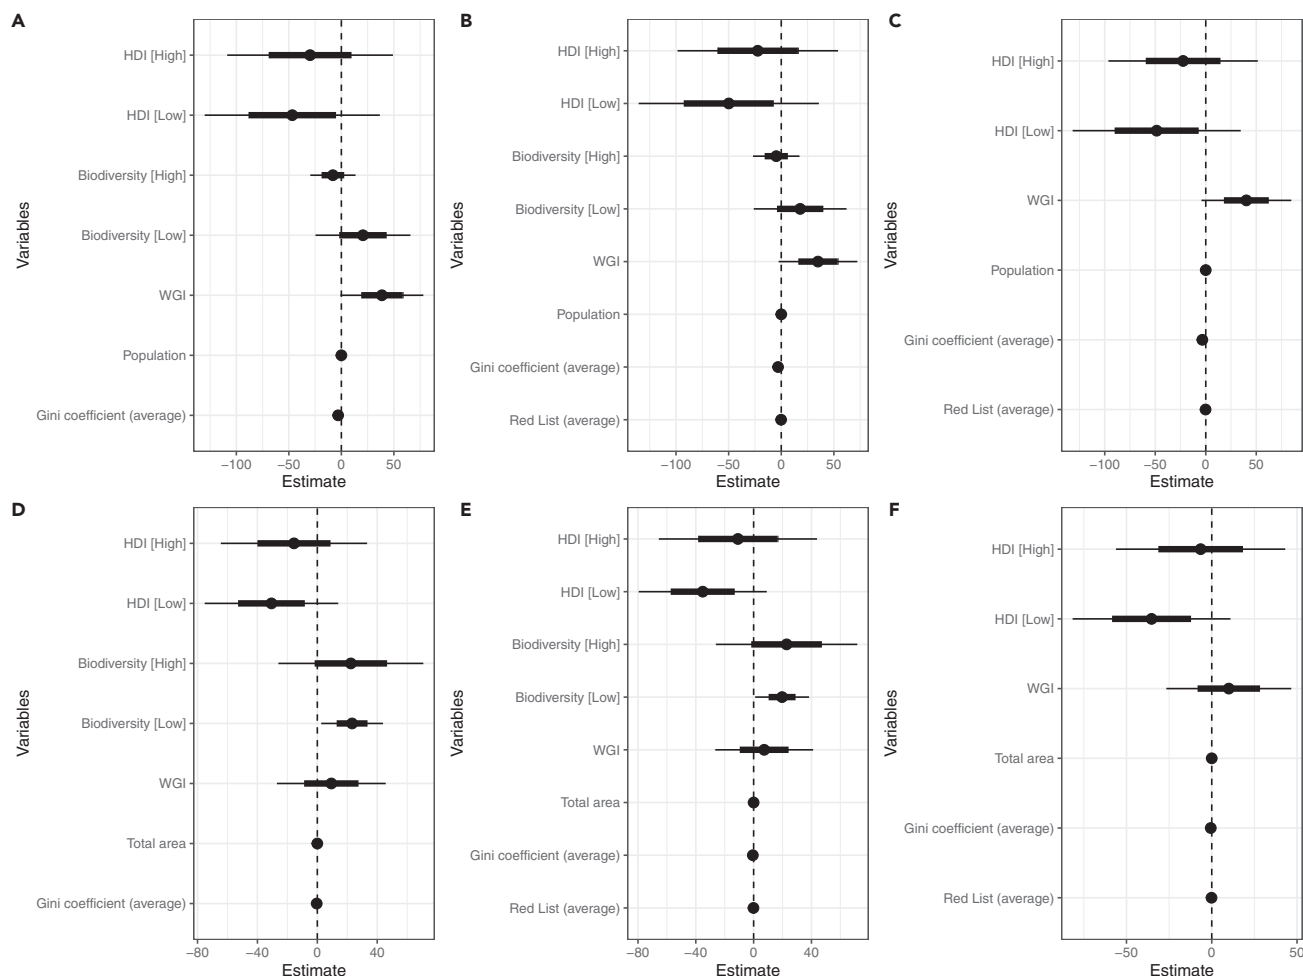 A
Variables
HDI [High]
HDI [Low]
Biodiversity [High]
Biodiversity [Low]
WGI
Population
Gini coefficient (average)
−100 −50 0 50
Estimate
B
Variables
HDI [High]
HDI [Low]
Biodiversity [High]
Biodiversity [Low]
WGI
Population
Gini coefficient (average)
Red List (average)
−100 −50 0 50
Estimate
C
Variables
HDI [High]
HDI [Low]
WGI
Population
Gini coefficient (average)
Red List (average)
−100 −50 0 50
Estimate
D
Variables
HDI [High]
HDI [Low]
Biodiversity [High]
Biodiversity [Low]
WGI
Total area
Gini coefficient (average)
−80 −40 0 40
Estimate
E
Variables
HDI [High]
HDI [Low]
Biodiversity [High]
Biodiversity [Low]
WGI
Total area
Gini coefficient (average)
Red List (average)
−80 −40 0 40
Estimate
F
Variables
HDI [High]
HDI [Low]
WGI
Total area
Gini coefficient (average)
Red List (average)
−50 0 50
Estimate